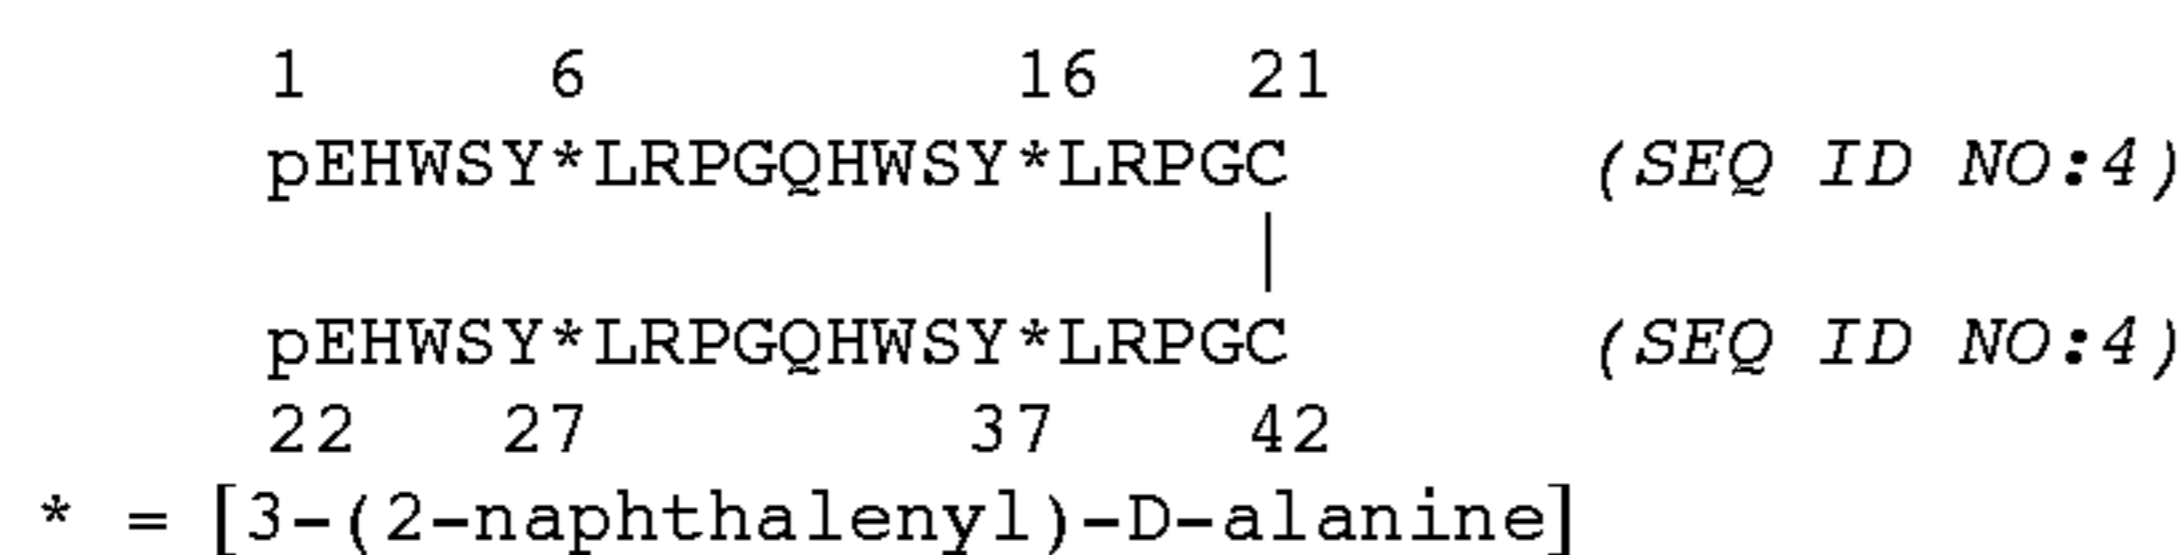 1 6 16 21
pEHWSY*LRPGQHWSY*LRPGC (SEQ ID NO:4)
|
pEHWSY*LRPGQHWSY*LRPGC (SEQ ID NO:4)
22 27 37 42
* = [3-(2-naphthalenyl)-D-alanine]